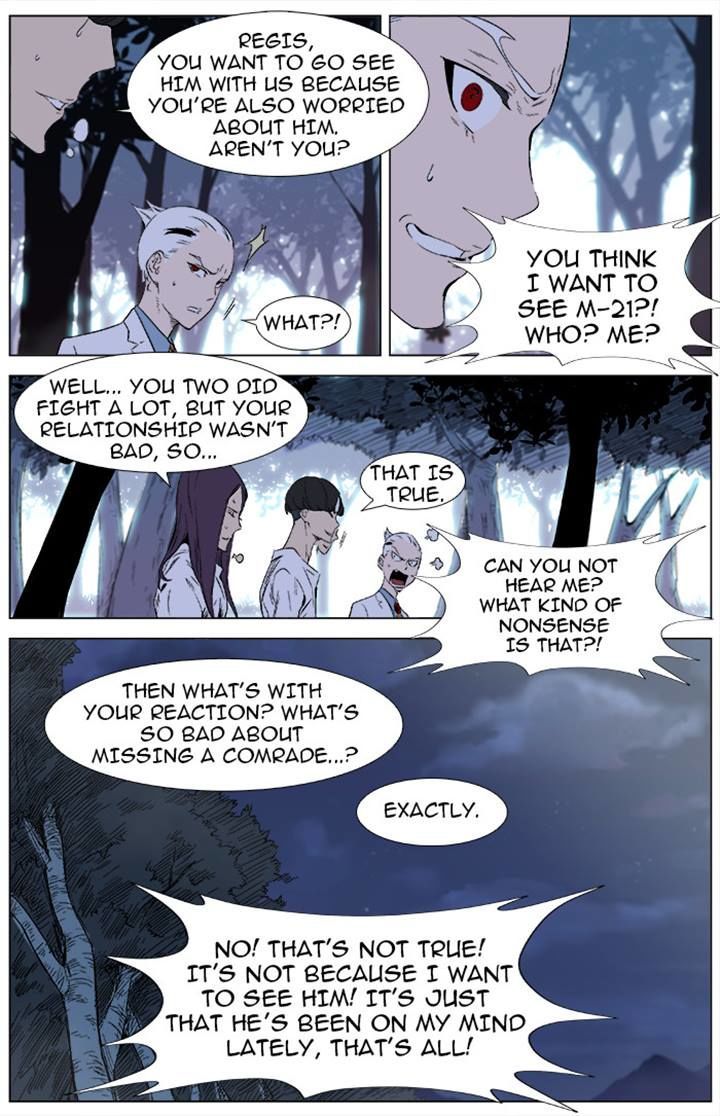 REGIS,
YOU WANT TO GO SEE
HIM WITH US BECAUSE
YOU'RE ALSO WORRIED
ABOUT HIM.
AREN'T YOU?
WHAT?!
YOU THINK
I WANT TO
SEE M-21?!
WHO? ME?
WELL... YOU TWO DID
FIGHT A LOT, BUT YOUR
RELATIONSHIP WASN'T
BAD, SO...
THAT IS
TRUE.
CAN YOU NOT
HEAR ME?
WHAT KIND OF
NONSENSE
IS THAT?!
THEN WHAT'S WITH
YOUR REACTION? WHAT'S
SO BAD ABOUT
MISSING A COMRADE...?
EXACTLY.
NO! THAT'S NOT TRUE!
IT'S NOT BECAUSE I WANT
TO SEE HIM! IT'S JUST
THAT HE'S BEEN ON MY MIND
LATELY, THAT'S ALL!